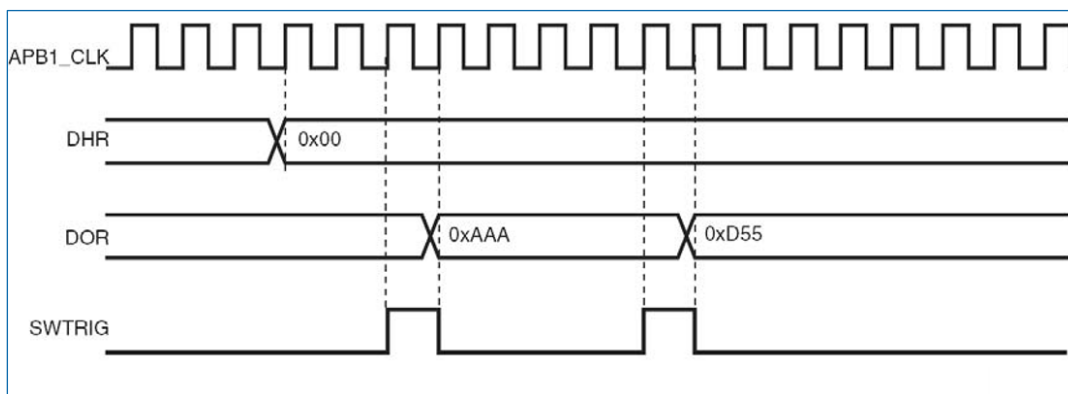 APB1_CLK
DHR
0x00
DOR
0xAAA
0xD55
SWTRIG